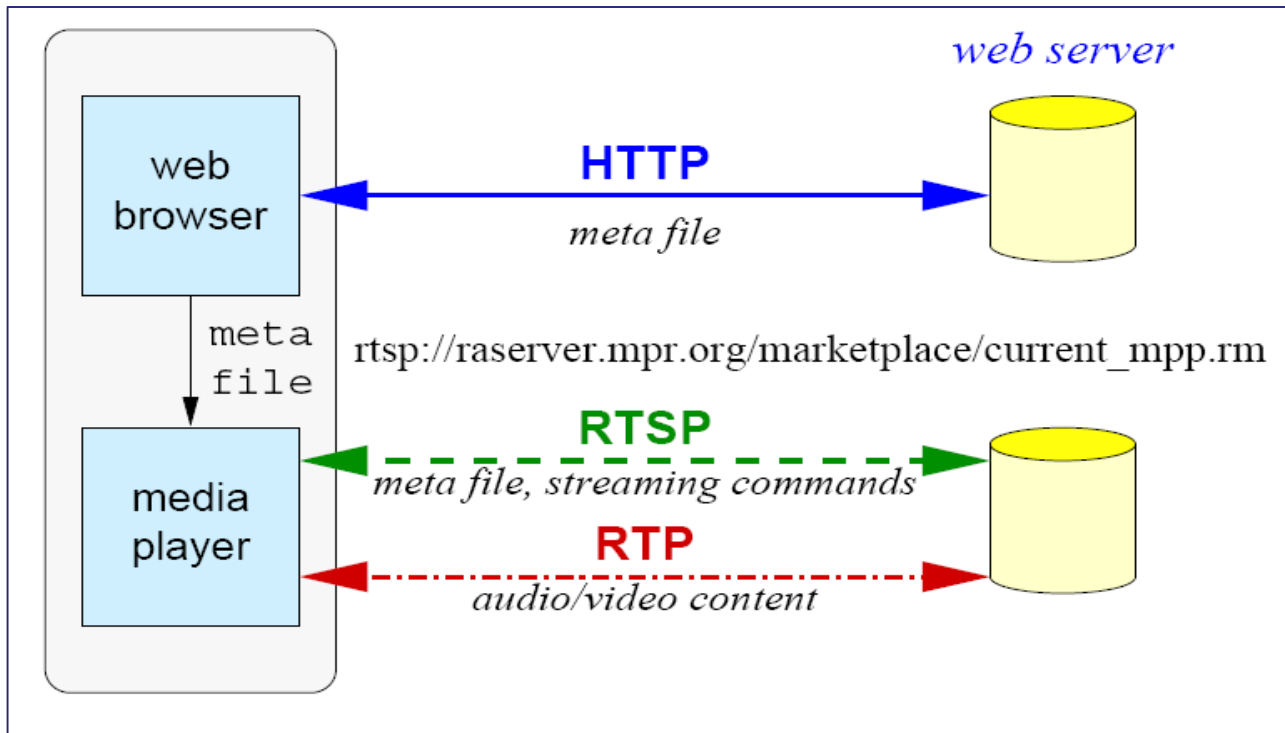 web server
web
browser
HTTP
meta file
meta
file
rtsp://raserver.mpr.org/marketplace/current_mpp.rm
media
player
RTSP
meta file, streaming commands
RTP
audio/video content